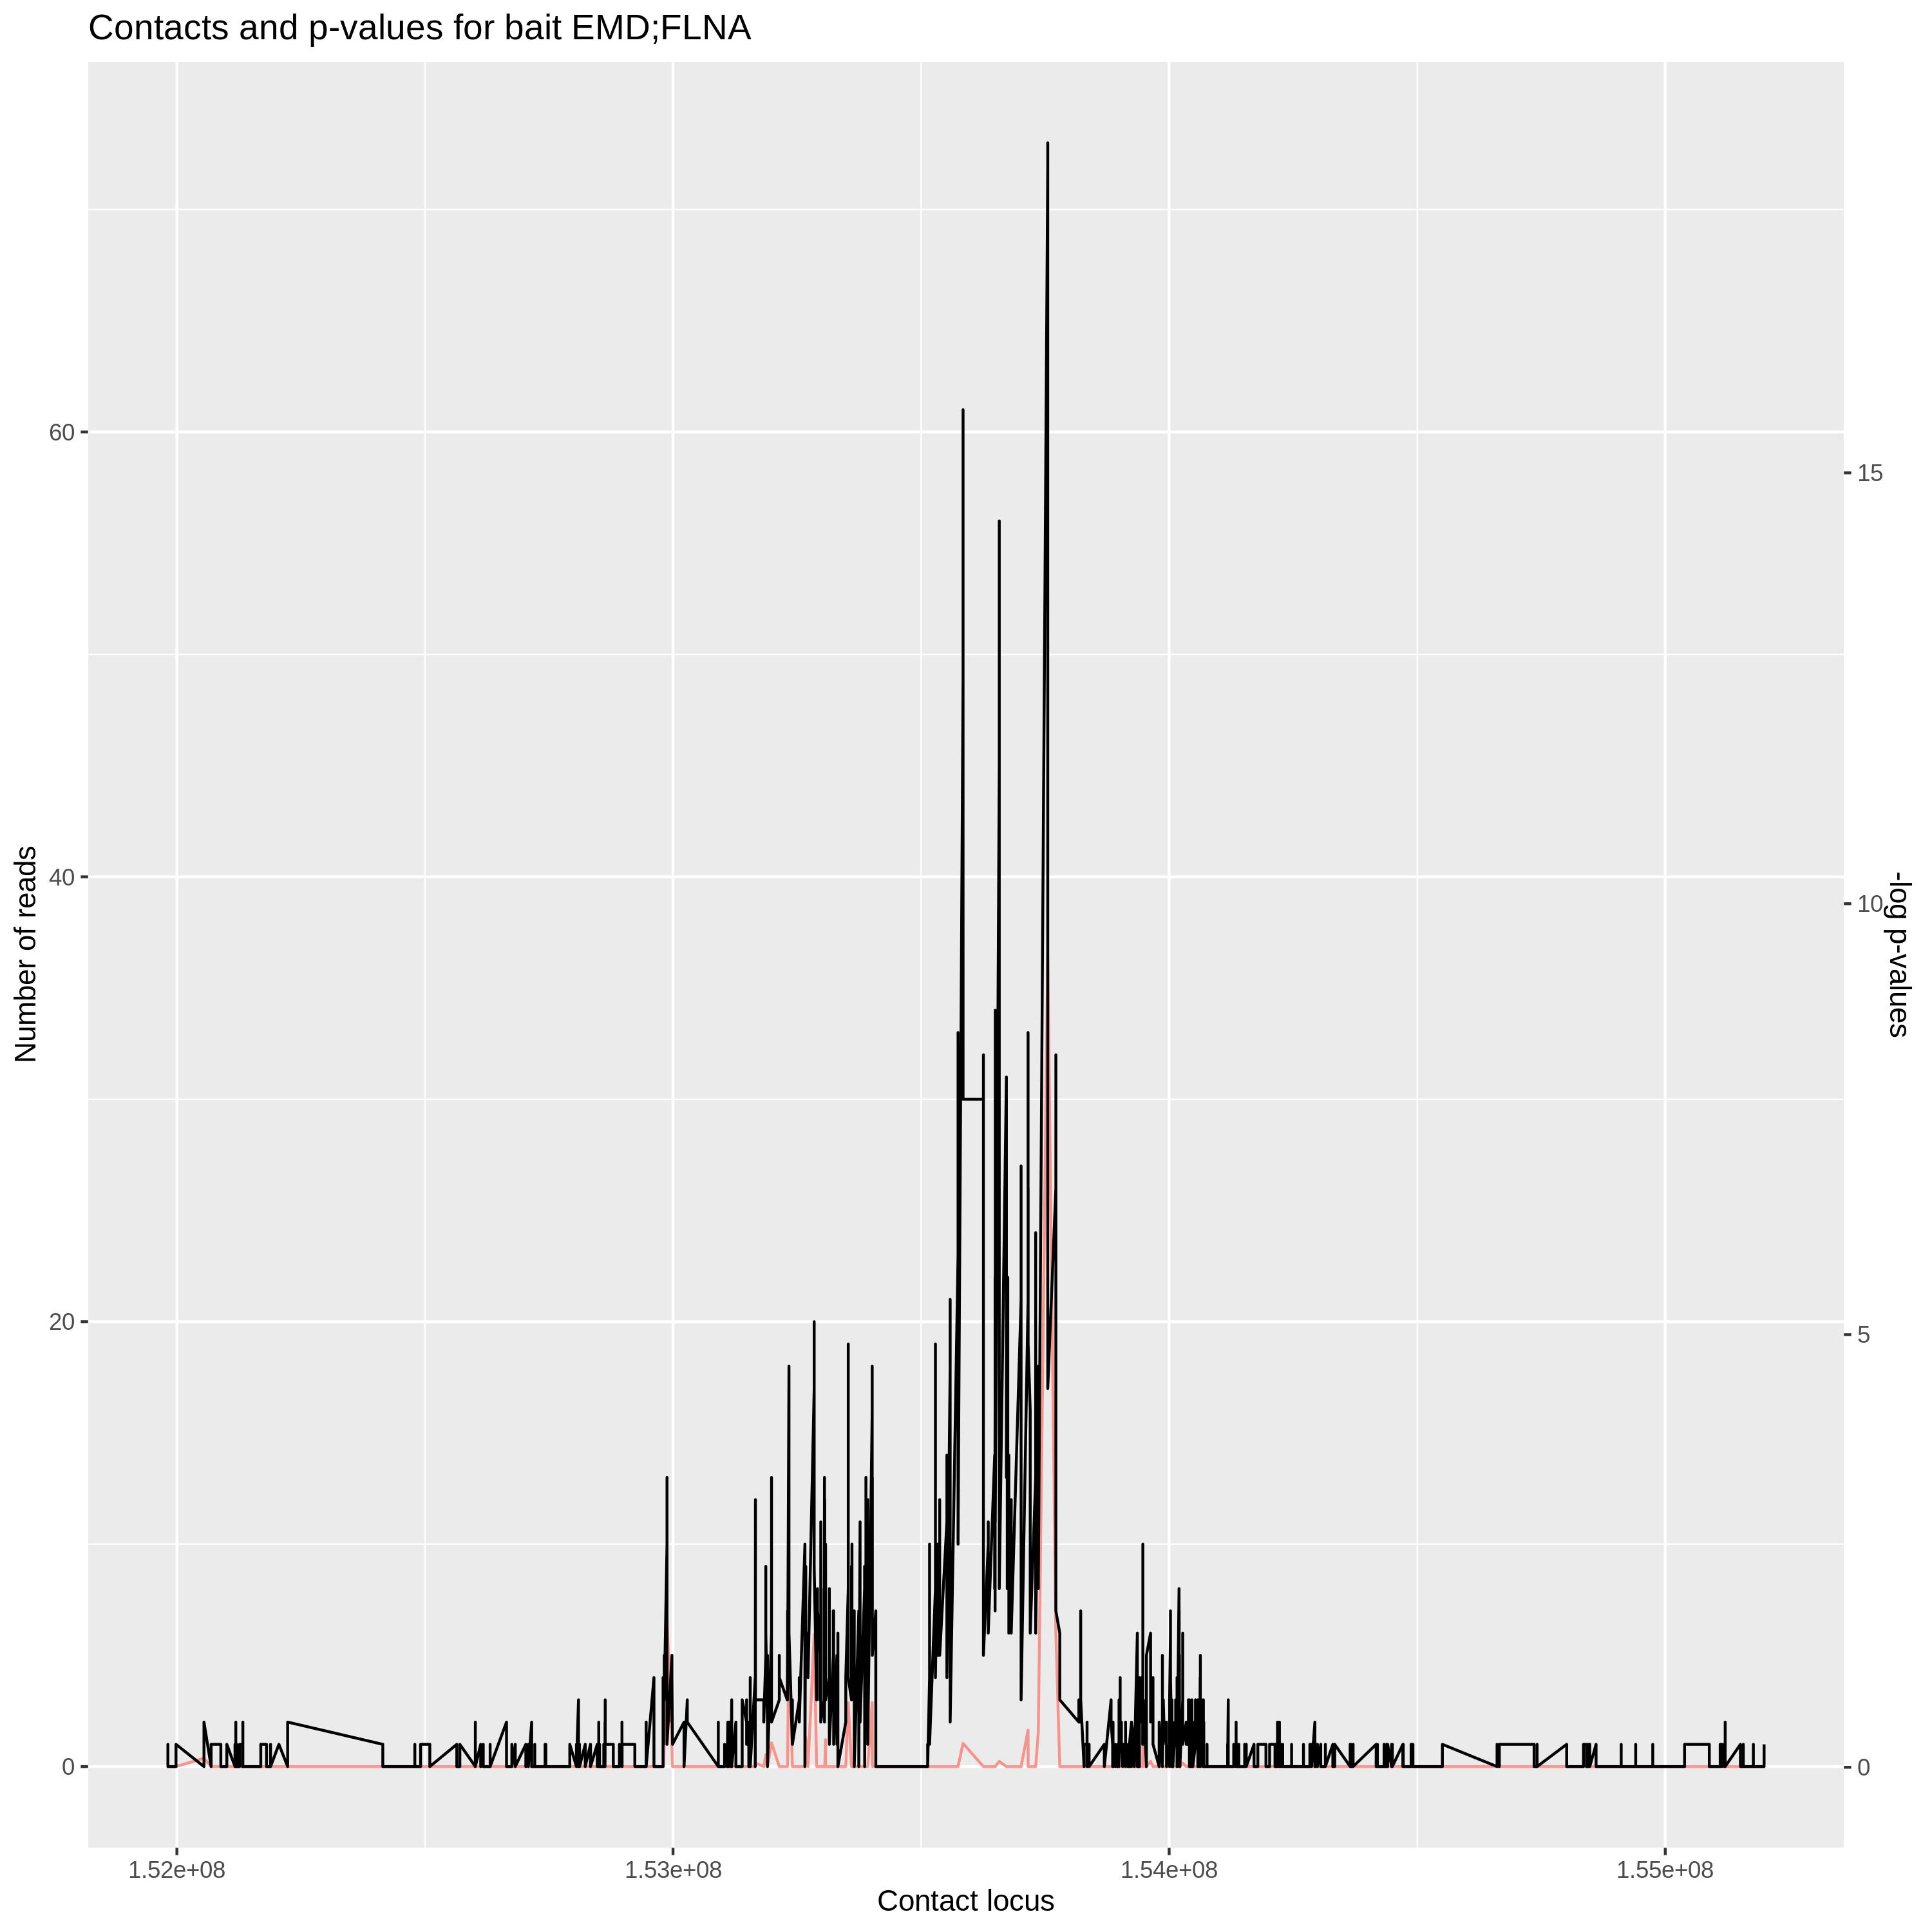 Contacts and p-values for bait EMD;FLNA
60
40
20
0
Number of reads
15
10
5
0
-log p-values
1.52e+08
1.53e+08
1.54e+08
1.55e+08
Contact locus